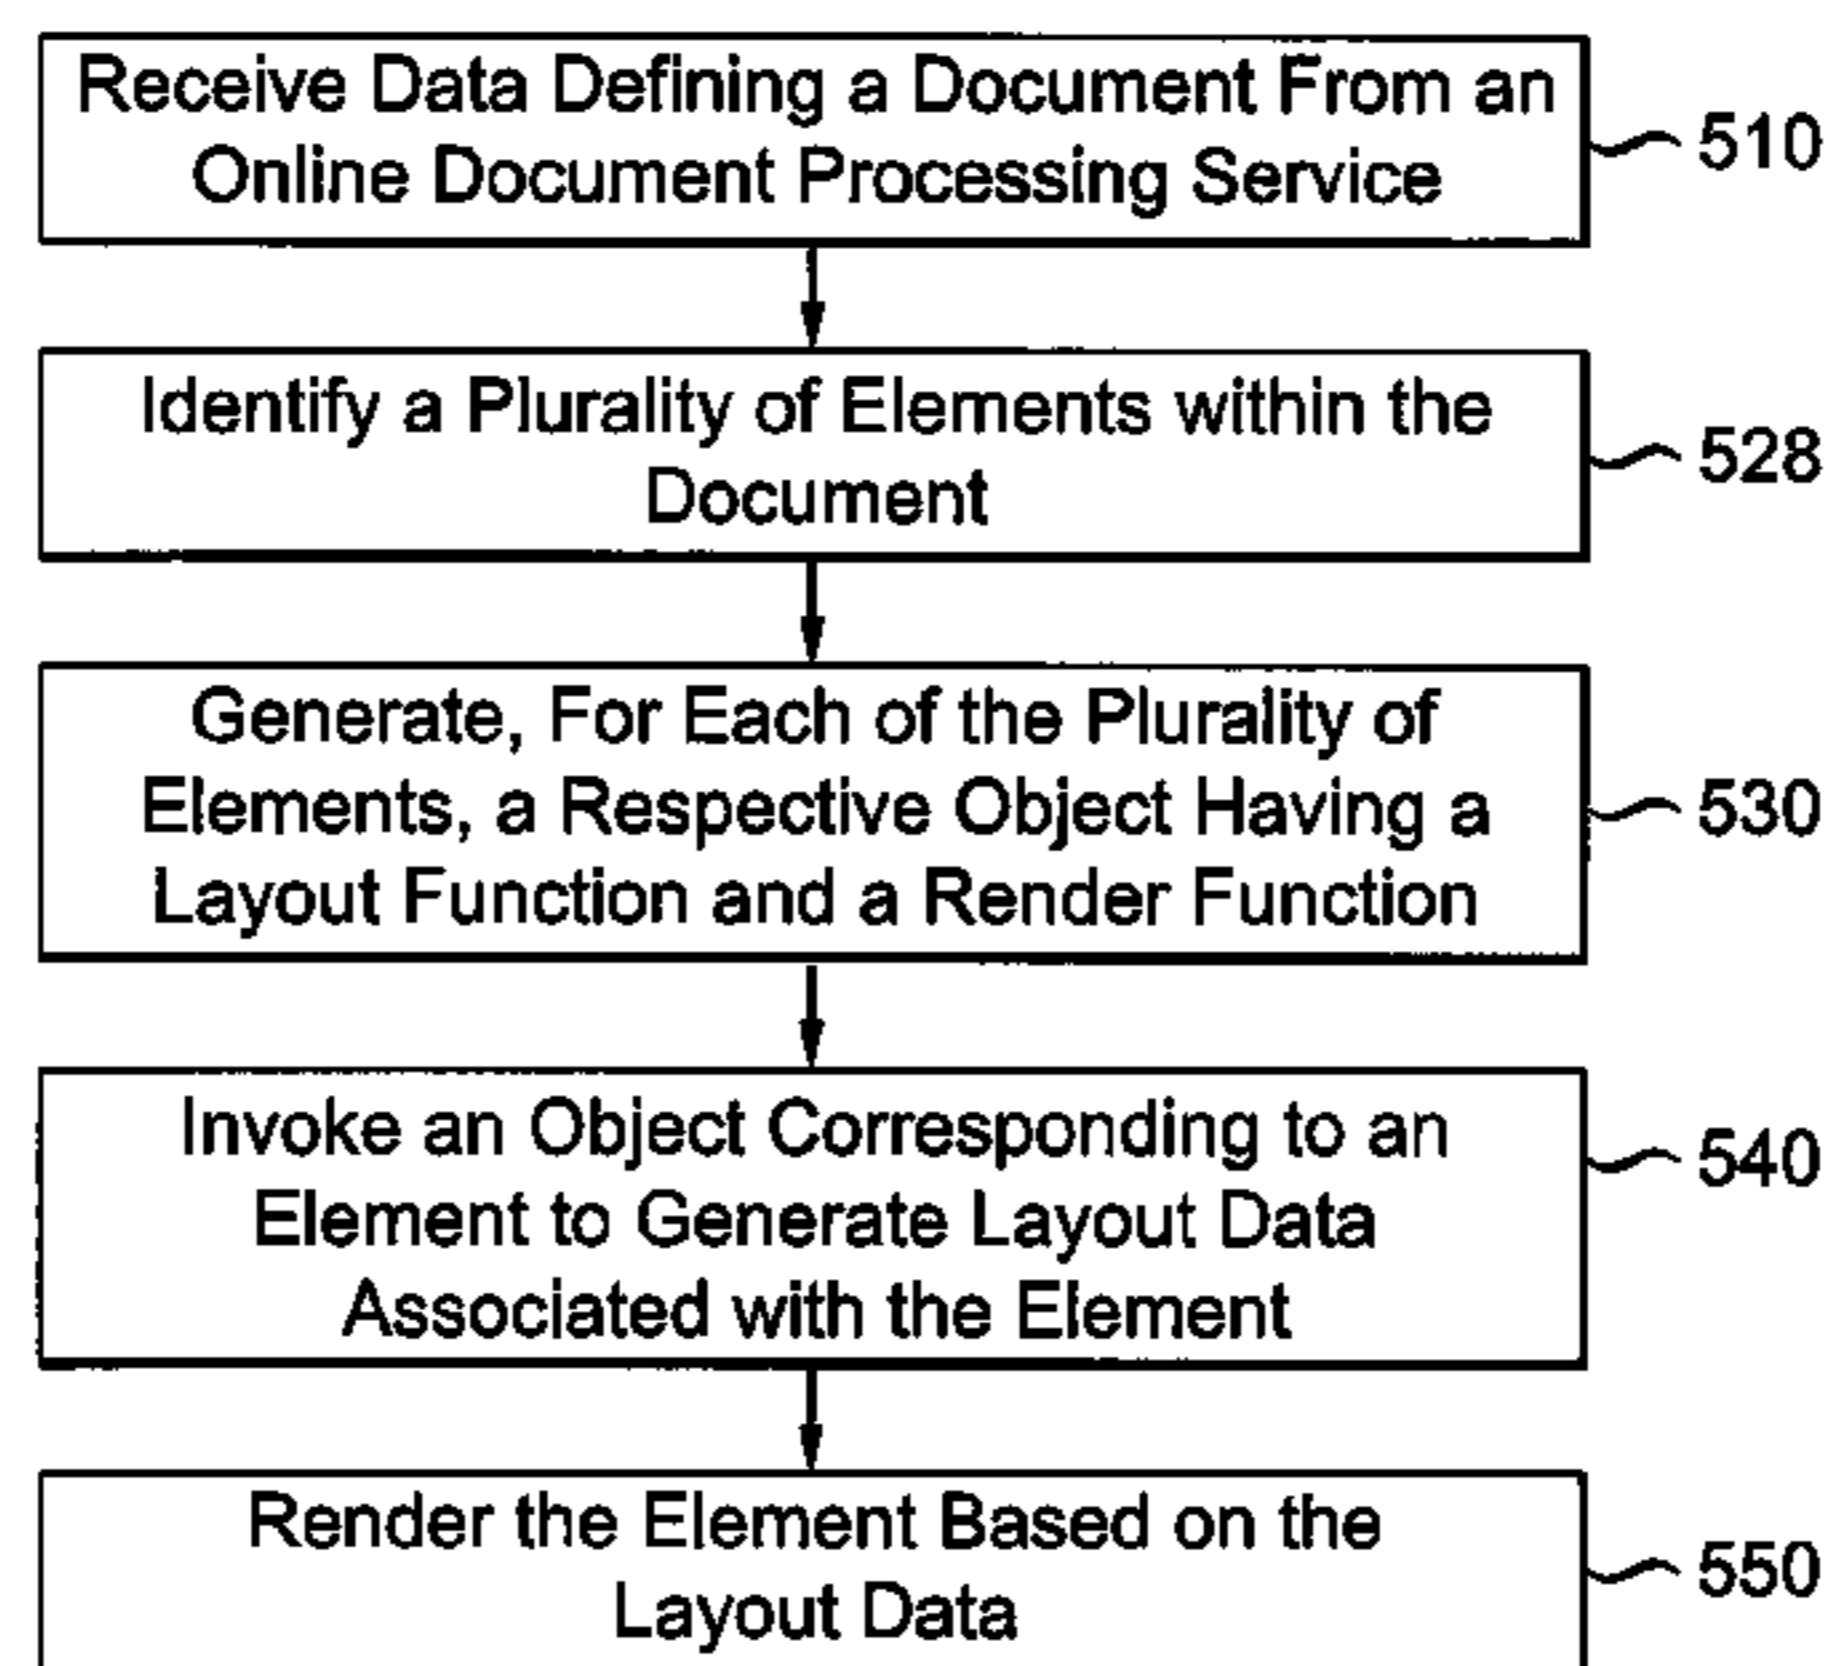 Receive Data Defining a Document From an
Online Document Processing Service
510
Identify a Plurality of Elements within the
Document
528
Generate, For Each of the Plurality of
Elements, a Respective Object Having a
Layout Function and a Render Function
530
Invoke an Object Corresponding to an
Element to Generate Layout Data
Associated with the Element
540
Render the Element Based on the
Layout Data
550